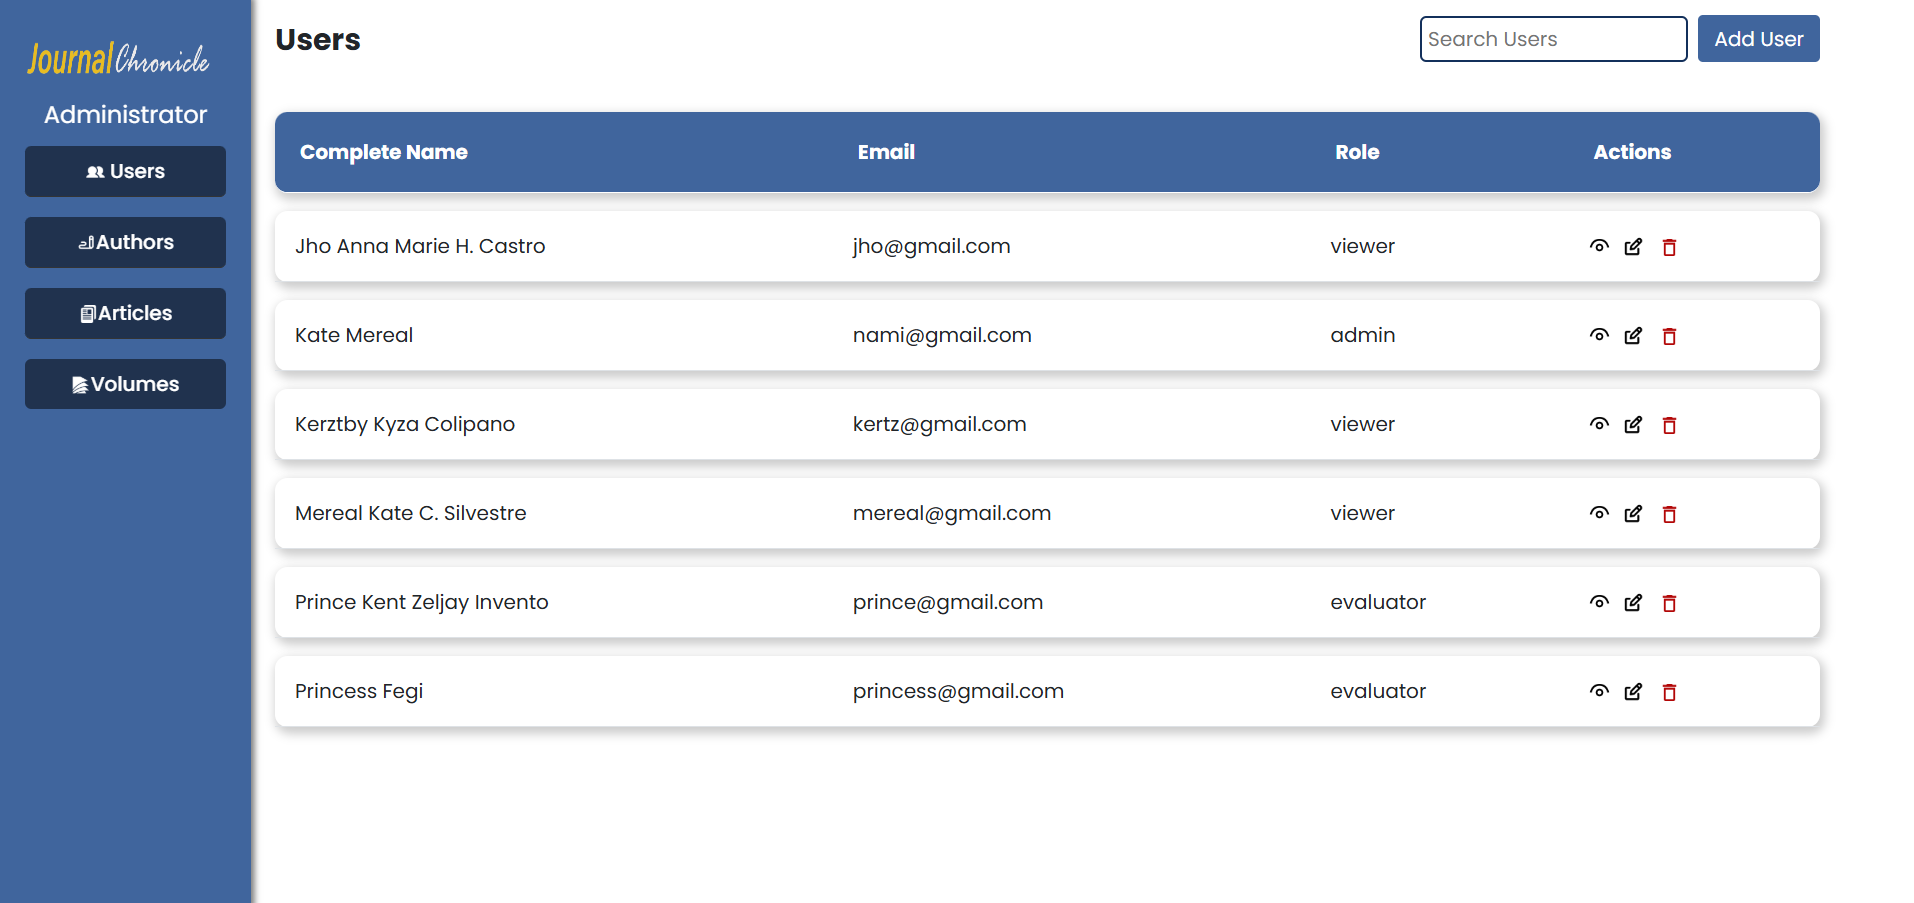 Journal Chronicle
Administrator
Users
Authors
Articles
Volumes
Users
Search Users
Add User
Complete Name Email Role Actions
Jho Anna Marie H. Castro jho@gmail.com viewer
Kate Mereal nami@gmail.com admin
Kerztby Kyza Colipano kertz@gmail.com viewer
Mereal Kate C. Silvestre mereal@gmail.com viewer
Prince Kent Zeljay Invento prince@gmail.com evaluator
Princess Fegi princess@gmail.com evaluator